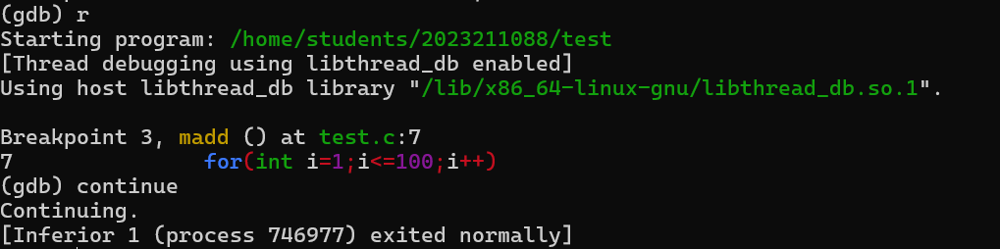 (gdb) r
Starting program: /home/students/2023211088/test
[Thread debugging using libthread_db enabled]
Using host libthread_db library "/lib/x86_64-linux-gnu/libthread_db.so.1".
Breakpoint 3, madd () at test.c:7
7               for(int i=1;i<=100;i++)
(gdb) continue
Continuing.
[Inferior 1 (process 746977) exited normally]